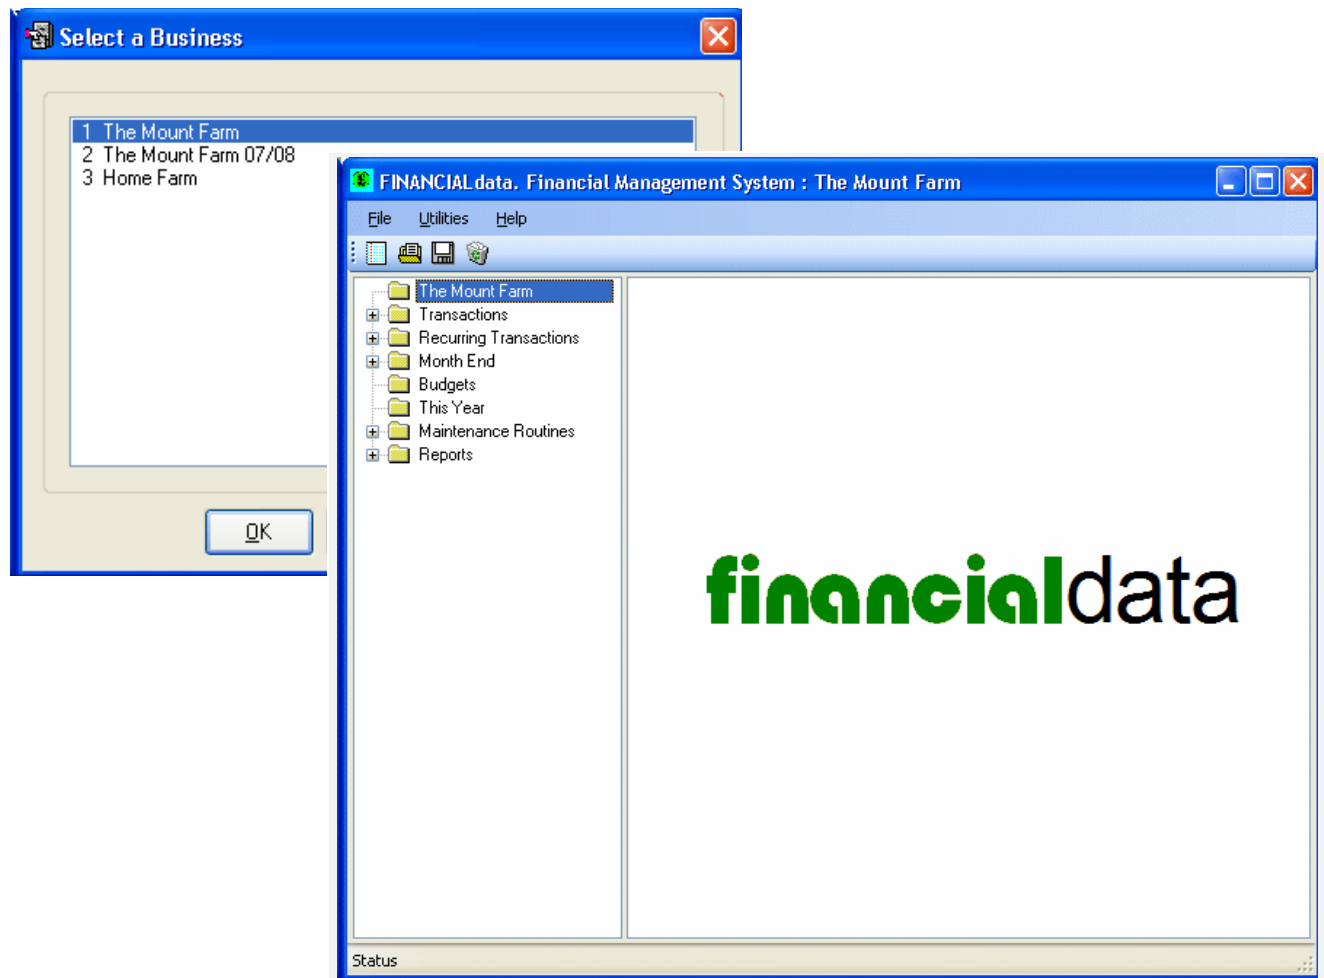 Select a Business
1 The Mount Farm
2 The Mount Farm 07/08
3 Home Farm
OK
FINANCIALdata. Financial Management System : The Mount Farm
File Utilities Help
The Mount Farm
Transactions
Recurring Transactions
Month End
Budgets
This Year
Maintenance Routines
Reports
financialdata
Status